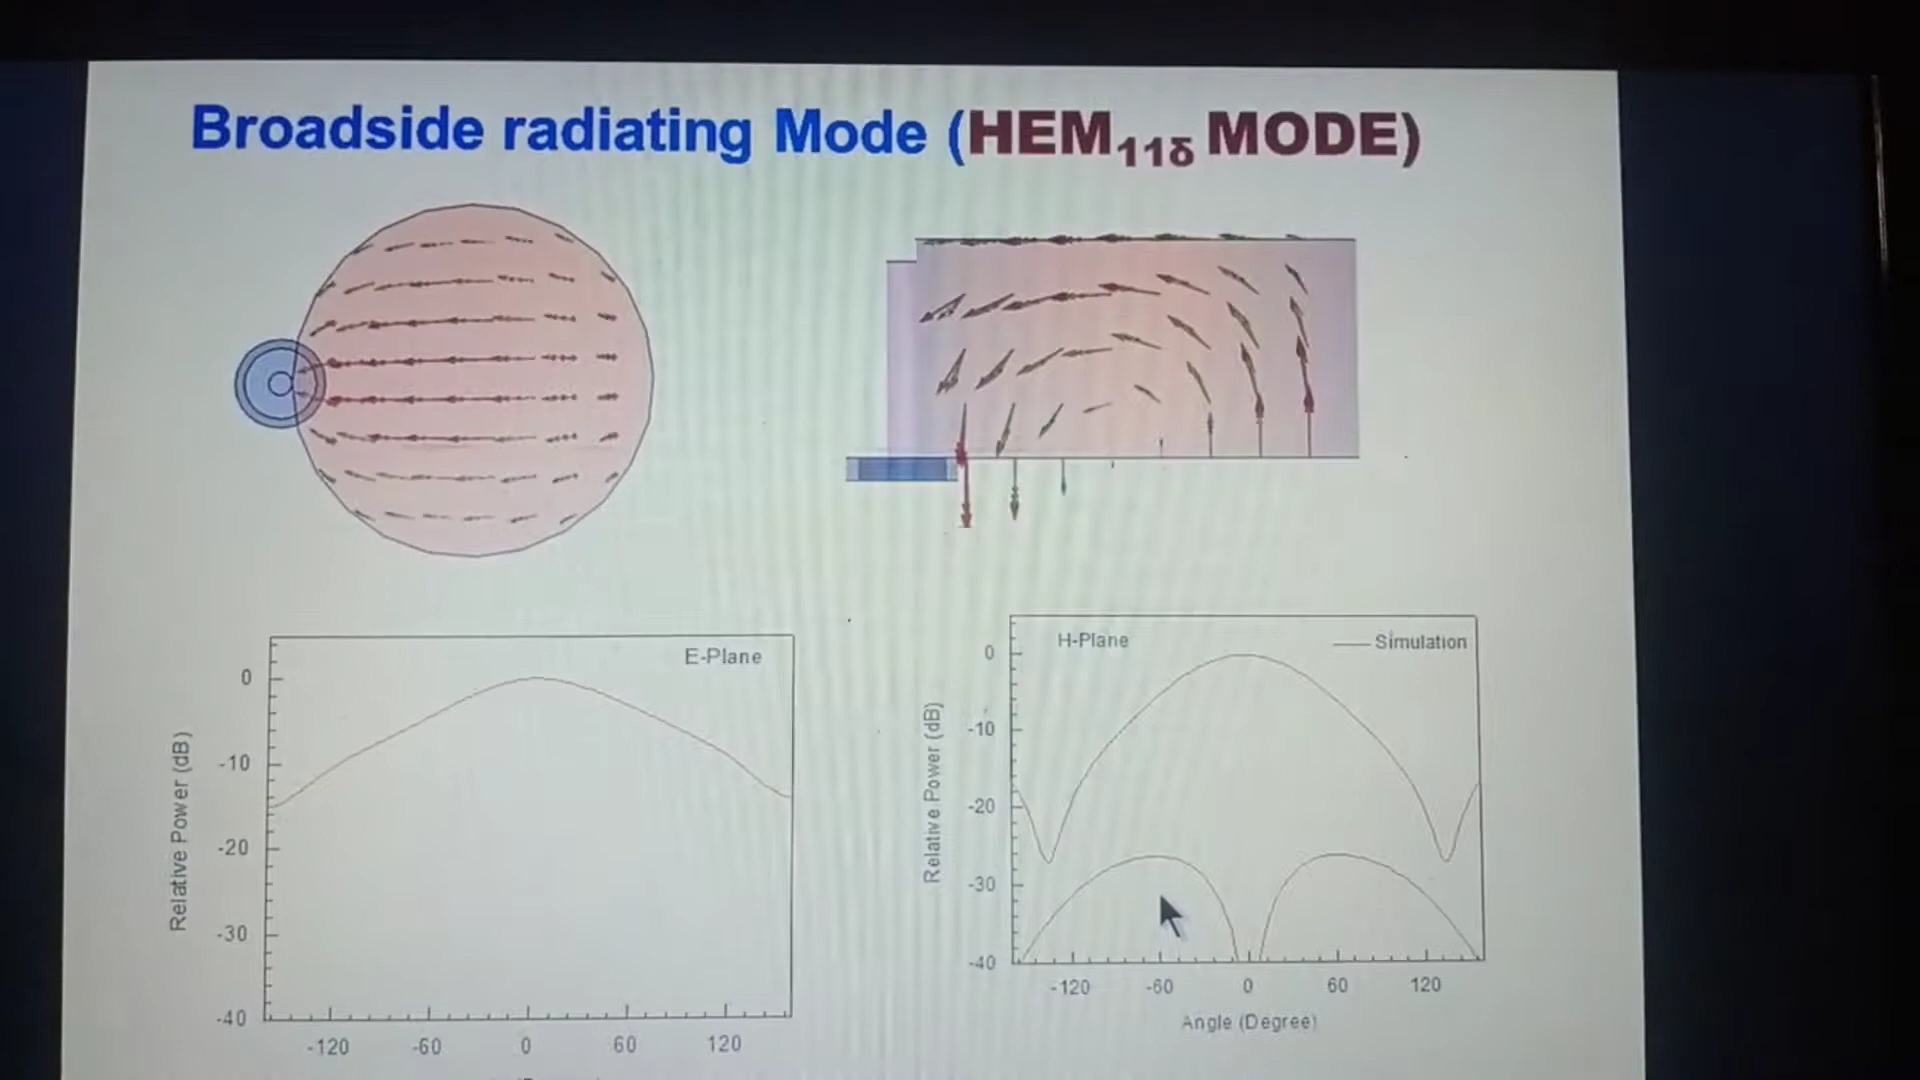 Broadside radiating Mode (HEM11δ MODE)
E-Plane
Relative Power (dB)
0
-10
-20
-30
-40
-120 -60 0 60 120
H-Plane
Simulation
Relative Power (dB)
0
-10
-20
-30
-40
-120 -60 0 60 120
Angle (Degree)